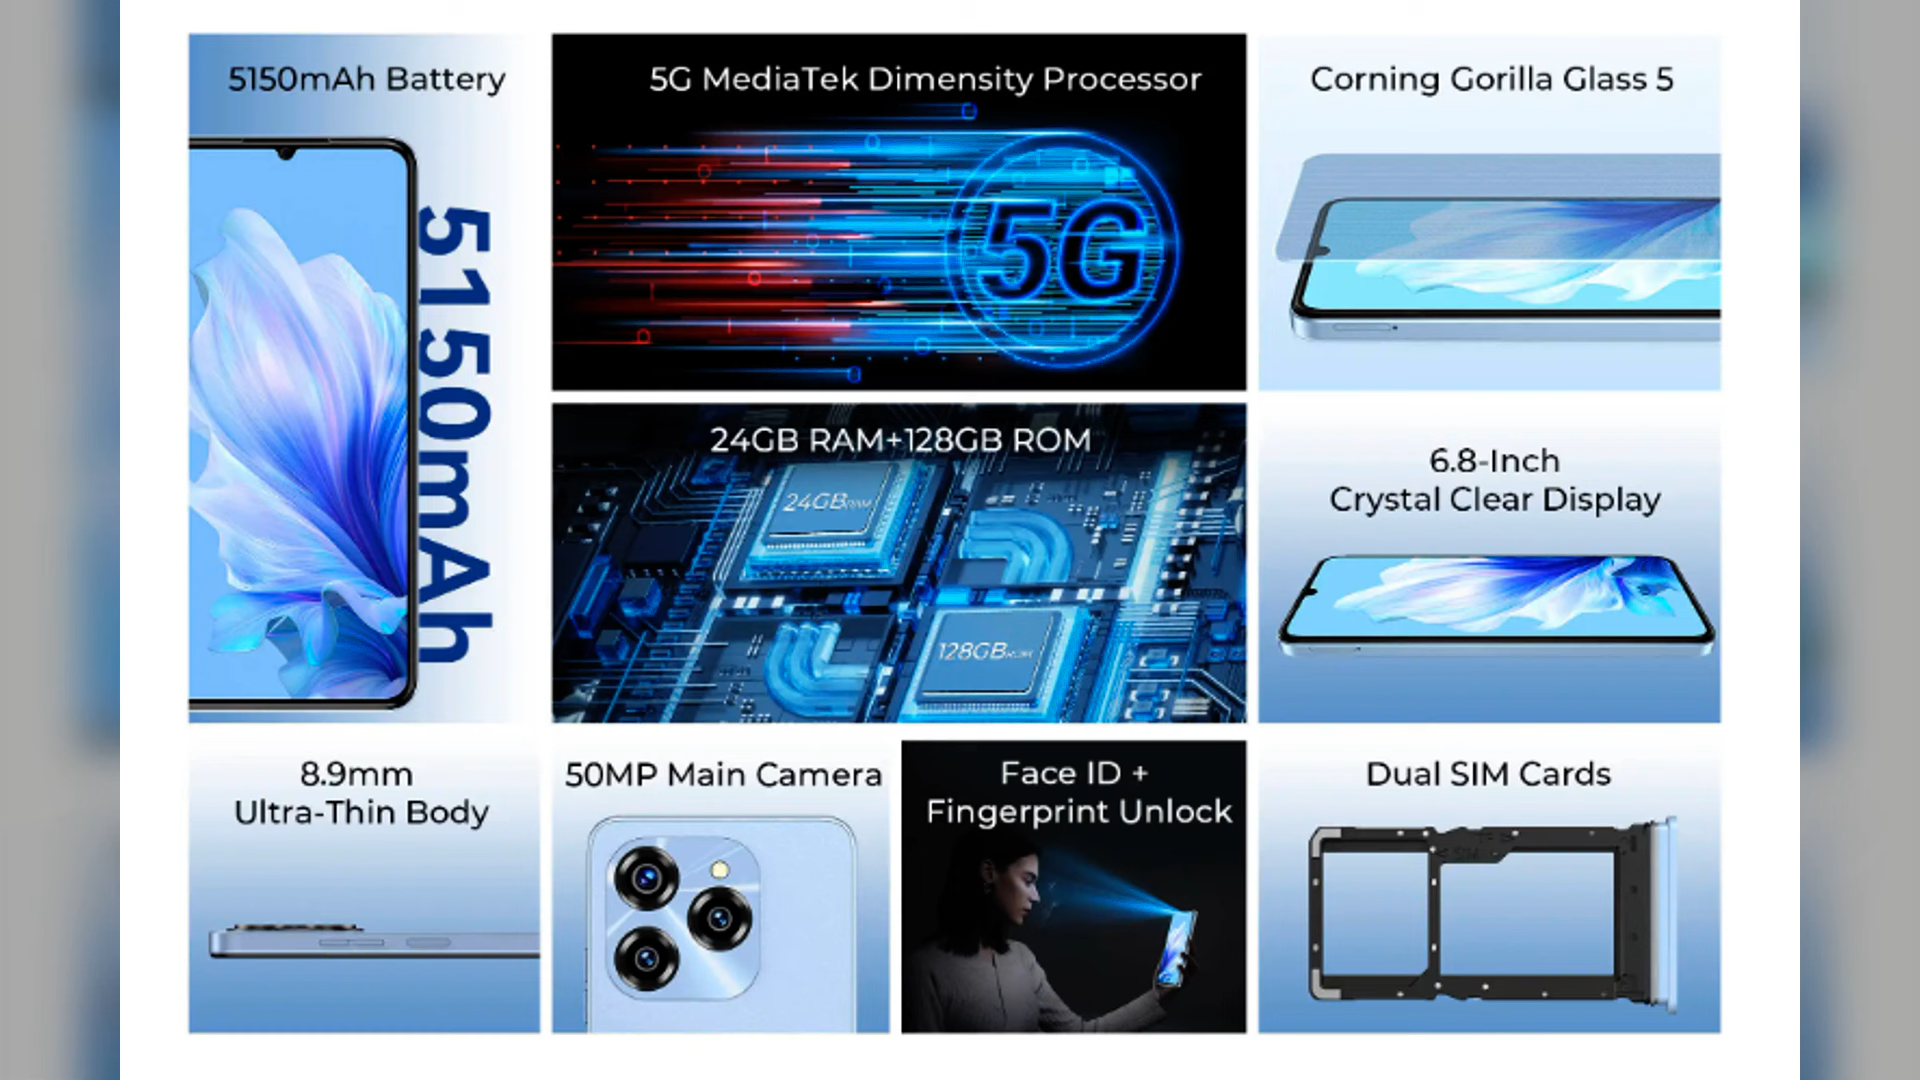 5150mAh Battery
5150mAh
5G MediaTek Dimensity Processor
5G
Corning Gorilla Glass 5
24GB RAM+128GB ROM
24GB RAM
128GB ROM
6.8-Inch
Crystal Clear Display
8.9mm
Ultra-Thin Body
50MP Main Camera
Face ID +
Fingerprint Unlock
Dual SIM Cards